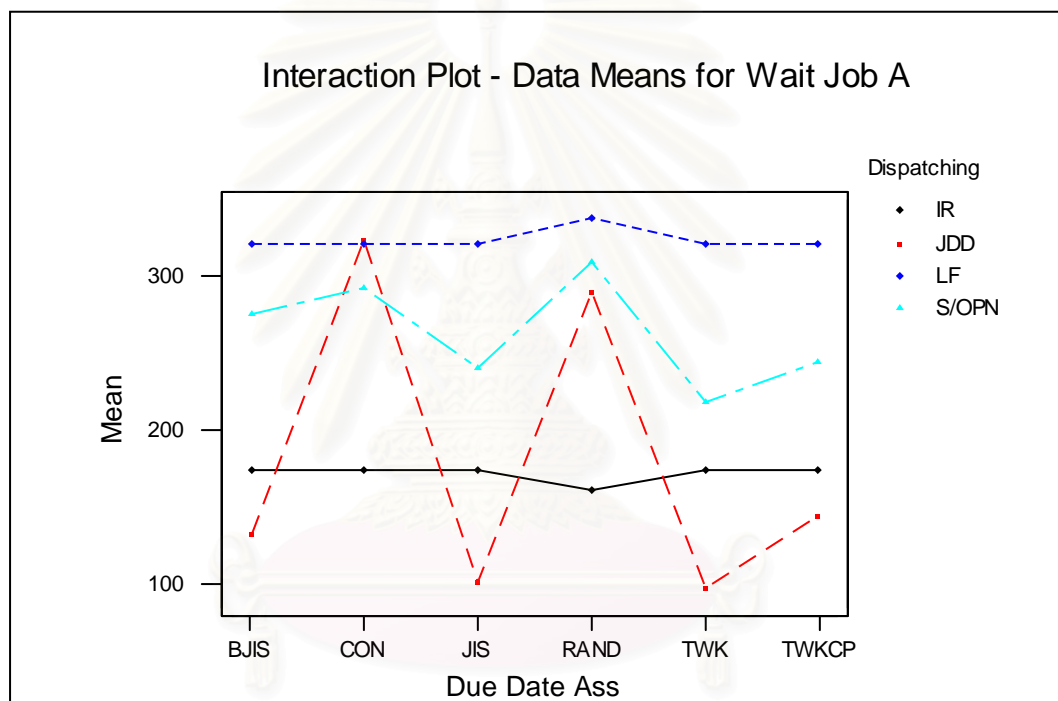 Interaction Plot - Data Means for Wait Job A
Dispatching
IR
JDD
LF
S/OPN
300
200
100
Mean
BJIS CON JIS RAND TWK TWKCP
Due Date Ass